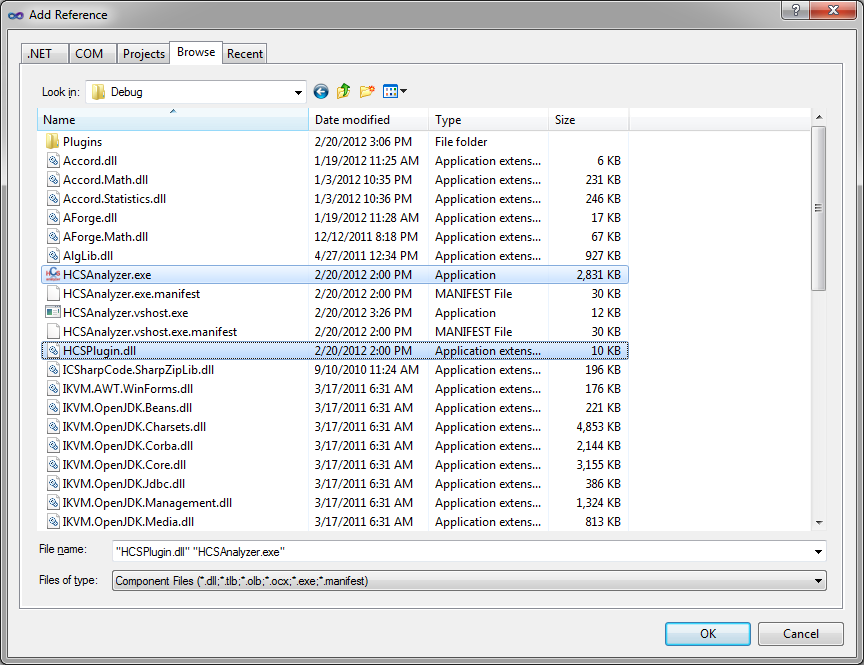 Add Reference
.NET COM Projects Browse Recent
Look in: Debug
Name Date modified Type Size
Plugins 2/20/2012 3:06 PM File folder
Accord.dll 1/19/2012 11:25 AM Application extens... 6 KB
Accord.Math.dll 1/3/2012 10:35 PM Application extens... 231 KB
Accord.Statistics.dll 1/3/2012 10:36 PM Application extens... 246 KB
AForge.dll 1/19/2012 11:28 AM Application extens... 17 KB
AForge.Math.dll 12/12/2011 8:18 PM Application extens... 67 KB
AlgLib.dll 4/27/2011 12:34 PM Application extens... 927 KB
HCSAnalyzer.exe 2/20/2012 2:00 PM Application 2,831 KB
HCSAnalyzer.exe.manifest 2/20/2012 2:00 PM MANIFEST File 30 KB
HCSAnalyzer.vshost.exe 2/20/2012 3:26 PM Application 12 KB
HCSAnalyzer.vshost.exe.manifest 2/20/2012 2:00 PM MANIFEST File 30 KB
HCSPlugin.dll 2/20/2012 2:00 PM Application extens... 10 KB
ICSharpCode.SharpZipLib.dll 9/10/2010 11:24 AM Application extens... 196 KB
IKVM.AWT.WinForms.dll 3/17/2011 6:31 AM Application extens... 176 KB
IKVM.OpenJDK.Beans.dll 3/17/2011 6:31 AM Application extens... 221 KB
IKVM.OpenJDK.Charsets.dll 3/17/2011 6:31 AM Application extens... 4,853 KB
IKVM.OpenJDK.Corba.dll 3/17/2011 6:31 AM Application extens... 2,144 KB
IKVM.OpenJDK.Core.dll 3/17/2011 6:31 AM Application extens... 3,155 KB
IKVM.OpenJDK.Jdbc.dll 3/17/2011 6:31 AM Application extens... 386 KB
IKVM.OpenJDK.Management.dll 3/17/2011 6:31 AM Application extens... 1,324 KB
IKVM.OpenJDK.Media.dll 3/17/2011 6:31 AM Application extens... 813 KB
File name: "HCSPlugin.dll" "HCSAnalyzer.exe"
Files of type: Component Files (*.dll;*.tlb;*.olb;*.ocx;*.exe;*.manifest)
OK Cancel